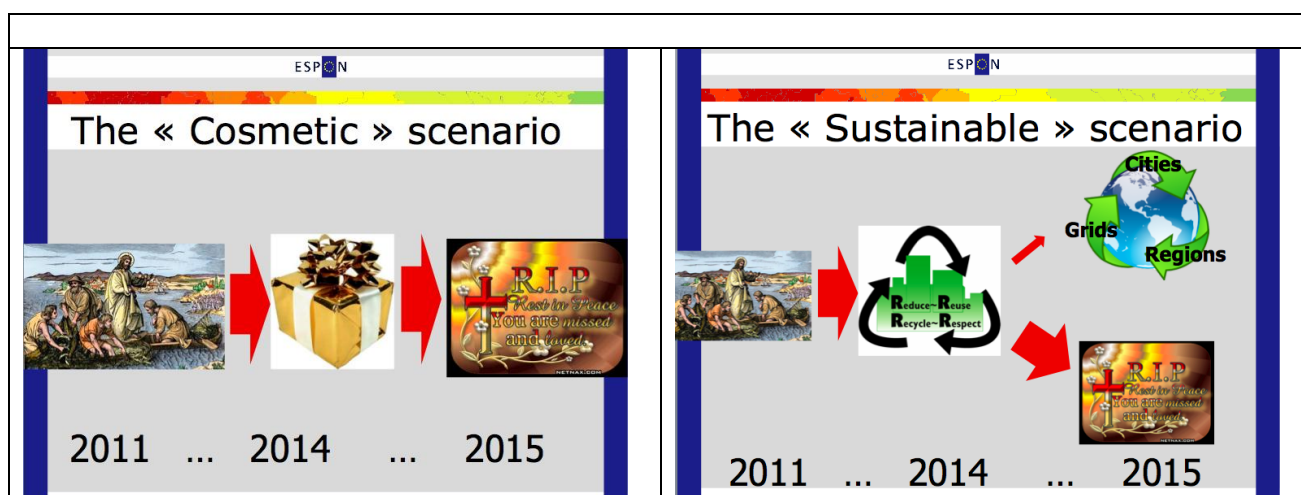 ESPON
The « Cosmetic » scenario
R.I.P
Rest in Peace
You are missed
and loved
NETNAX.COM
2011 ... 2014 ... 2015
ESPON
The « Sustainable » scenario
Cities
Grids
Regions
Reduce~Reuse
Recycle~Respect
R.I.P
Rest in Peace
You are missed
and loved
NETNAX.COM
2011 ... 2014 ... 2015